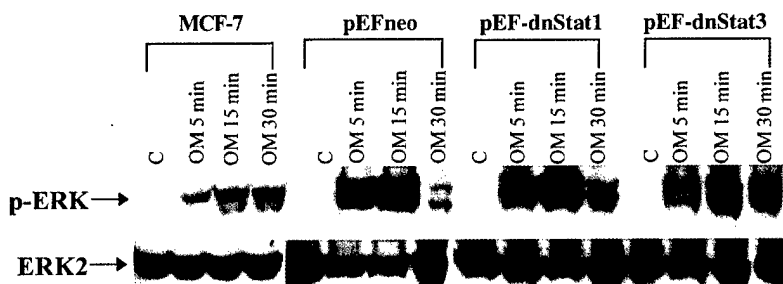 MCF-7 pEFneo pEF-dnStat1 pEF-dnStat3
C OM 5 min OM 15 min OM 30 min C OM 5 min OM 15 min OM 30 min C OM 5 min OM 15 min OM 30 min C OM 5 min OM 15 min OM 30 min
p-ERK
ERK2